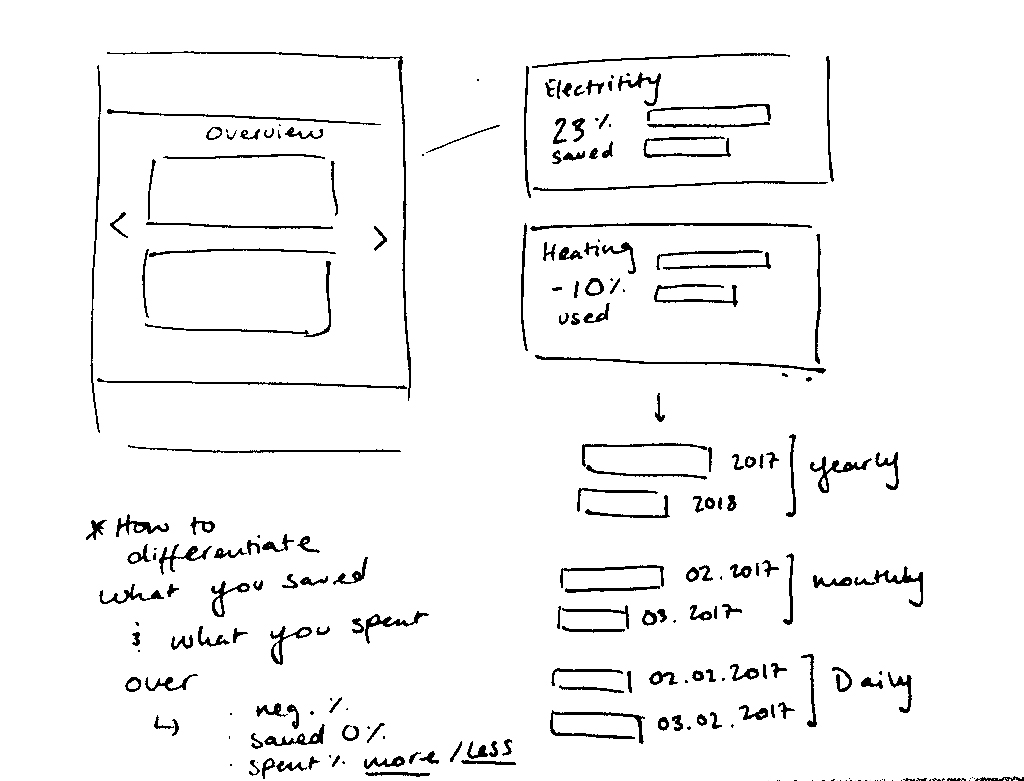 Overview
<
>
Electritity
23 %
saved
Heating
-10%
used
2017
2018
yearly
02.2017
03.2017
monthly
02.02.2017
03.02.2017
Daily
* How to
differentiate
what you saved
& what you spent
over
· neg. %
· saved 0%
· spent % more / less